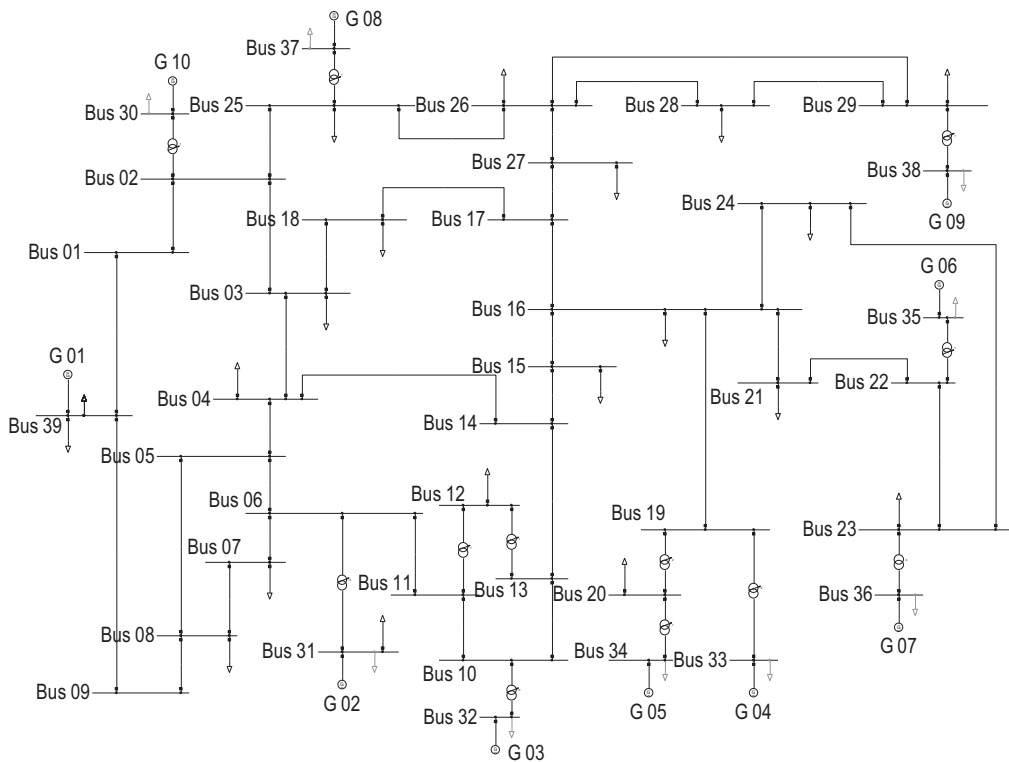 G 08
Bus 37
G 10
Bus 25
Bus 26
Bus 28
Bus 29
Bus 30
Bus 27
Bus 38
Bus 02
G 09
Bus 24
Bus 18
Bus 17
Bus 01
G 06
Bus 03
Bus 16
Bus 35
G 01
Bus 15
Bus 04
Bus 21
Bus 22
Bus 39
Bus 14
Bus 05
Bus 12
Bus 06
Bus 19
Bus 23
Bus 07
Bus 11
Bus 13
Bus 20
Bus 36
Bus 08
G 07
Bus 31
Bus 10
Bus 34
Bus 33
Bus 09
G 02
G 05
G 04
Bus 32
G 03